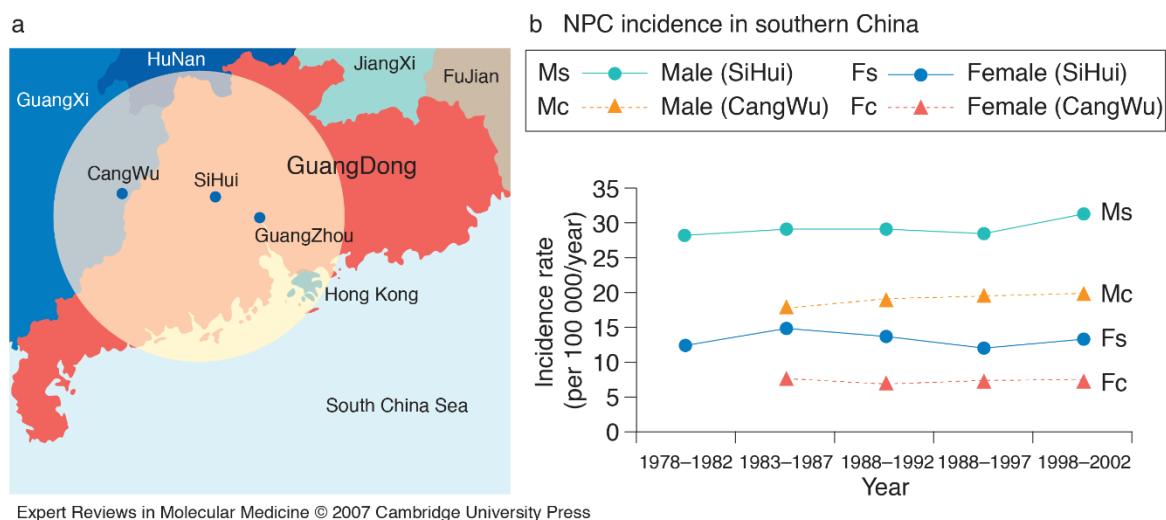 a
HuNan
JiangXi
FuJian
GuangXi
GuangDong
CangWu
SiHui
GuangZhou
Hong Kong
South China Sea
b NPC incidence in southern China
Ms Male (SiHui) Fs Female (SiHui)
Mc Male (CangWu) Fc Female (CangWu)
Incidence rate
(per 100 000/year)
35
30
25
20
15
10
5
0
Ms
Mc
Fs
Fc
1978–1982 1983–1987 1988–1992 1988–1997 1998–2002
Year
Expert Reviews in Molecular Medicine © 2007 Cambridge University Press